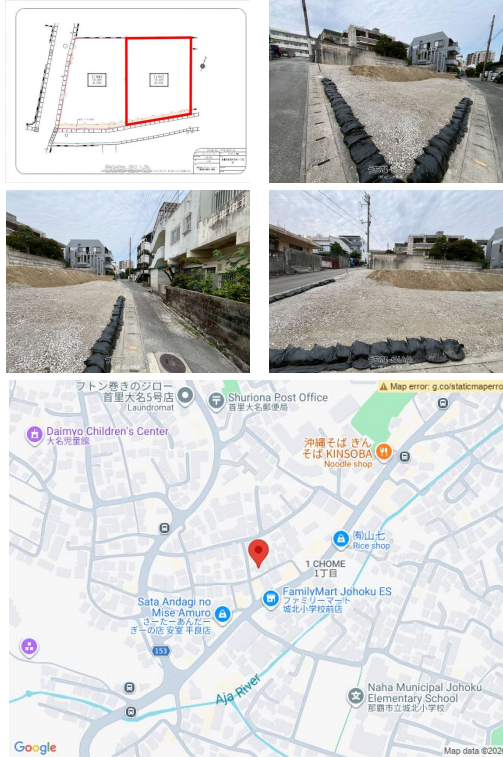 フトン巻きのジロー
首里大名5号店
Laundromat
Shuriona Post Office
首里大名郵便局
Map error: g.co/staticmaperro
Daimyo Children's Center
大名児童館
沖縄そば きん
そば KINSOBA
Noodle shop
(有)山七
Rice shop
1 CHOME
1丁目
FamilyMart Johoku ES
ファミリーマート
城北小学校前店
Sata Andagi no
Mise Amuro
さーたーあんだー
ぎーの店 安室 平良店
153
Aja River
Naha Municipal Johoku
Elementary School
那覇市立城北小学校
Google
Map data ©2026